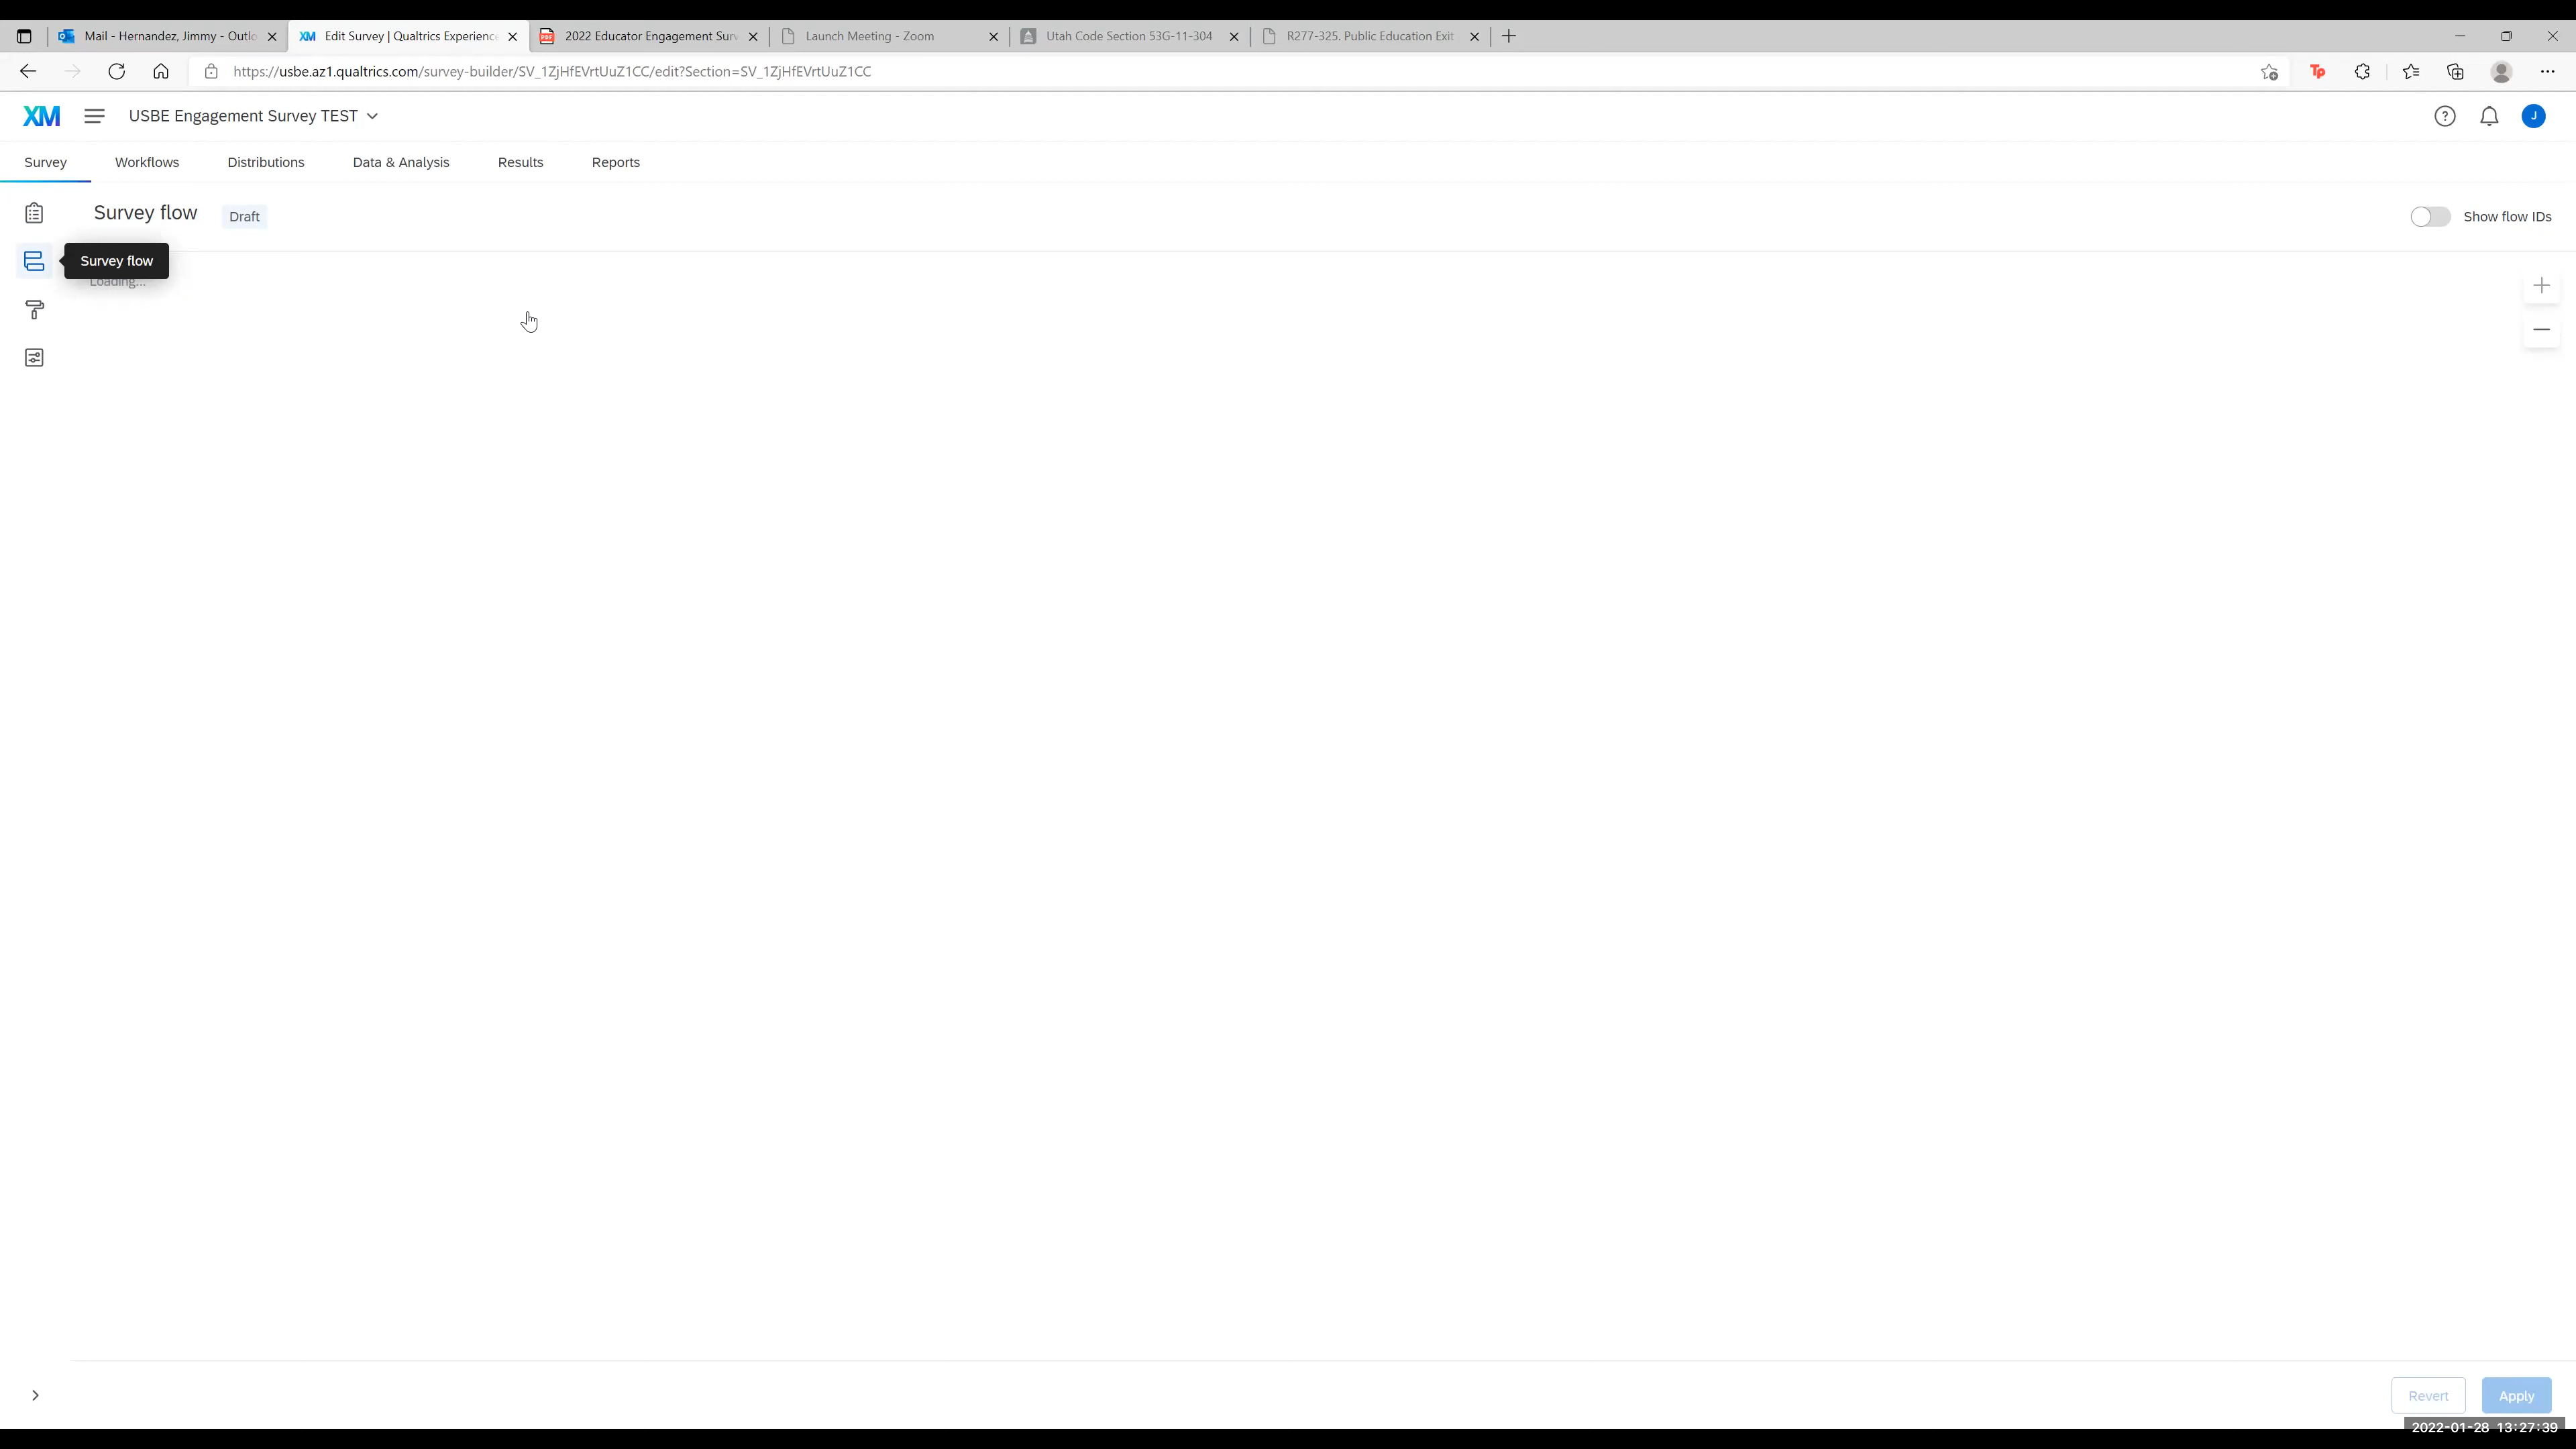 Mail - Hernandez, Jimmy - Outlo
Edit Survey | Qualtrics Experience
2022 Educator Engagement Surv
Launch Meeting - Zoom
Utah Code Section 53G-11-304
R277-325. Public Education Exit
https://usbe.az1.qualtrics.com/survey-builder/SV_1ZjHfEVrtUuZ1CC/edit?Section=SV_1ZjHfEVrtUuZ1CC
XM
USBE Engagement Survey TEST
J
Survey
Workflows
Distributions
Data & Analysis
Results
Reports
Survey flow
Draft
Show flow IDs
Survey flow
Loading...
Revert
Apply
2022-01-28 13:27:39